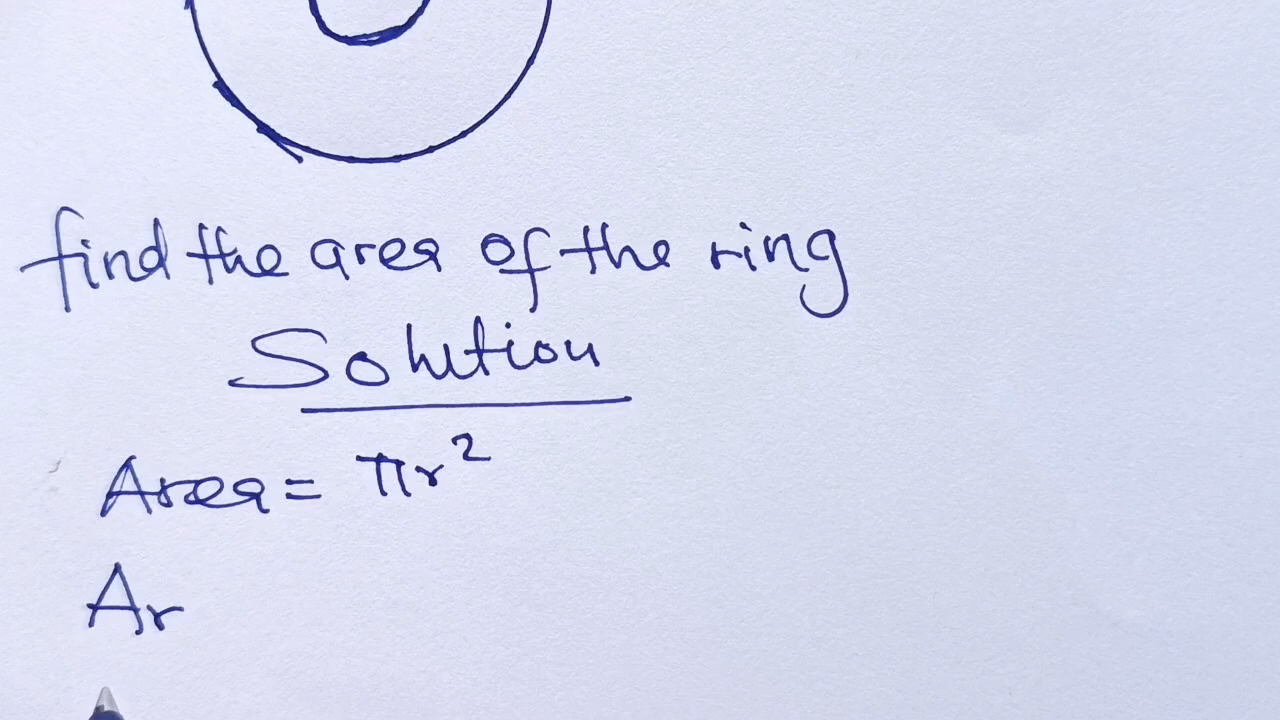 find the area of the ring
Solution
Area = πr²
Ar